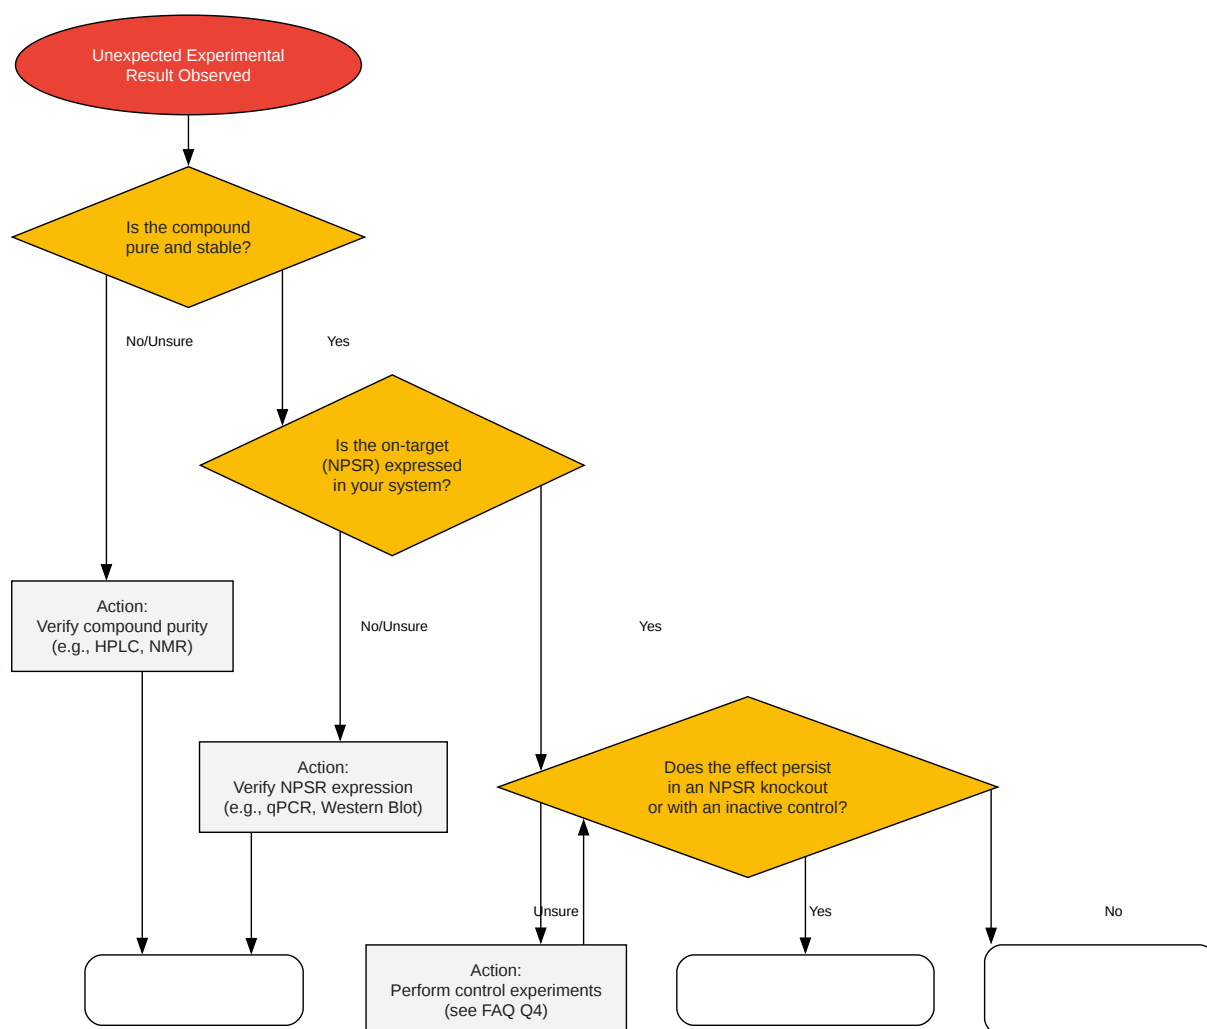 Unexpected Experimental
Result Observed
Is the compound
pure and stable?
No/Unsure
Yes
Is the on-target
(NPSR) expressed
in your system?
Action:
Verify compound purity
(e.g., HPLC, NMR)
No/Unsure
Yes
Action:
Verify NPSR expression
(e.g., qPCR, Western Blot)
Does the effect persist
in an NPSR knockout
or with an inactive control?
Unsure
Yes
No
Action:
Perform control experiments
(see FAQ Q4)